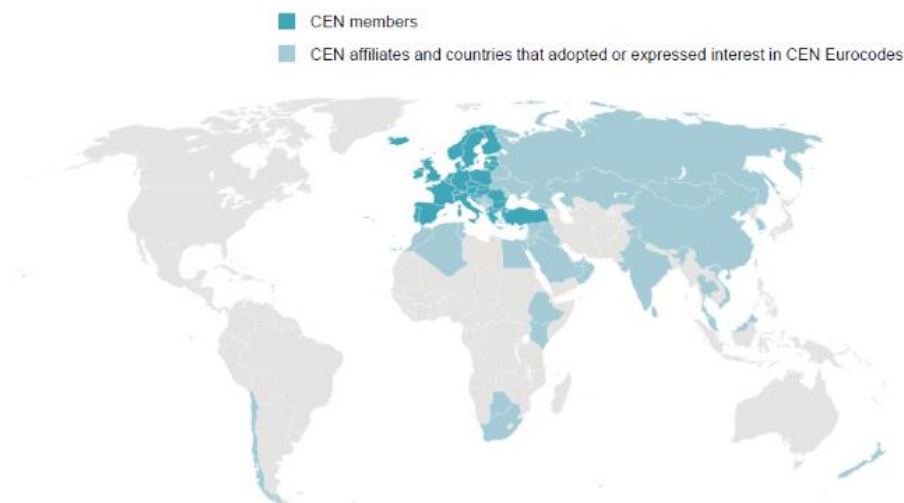 CEN members
CEN affiliates and countries that adopted or expressed interest in CEN Eurocodes